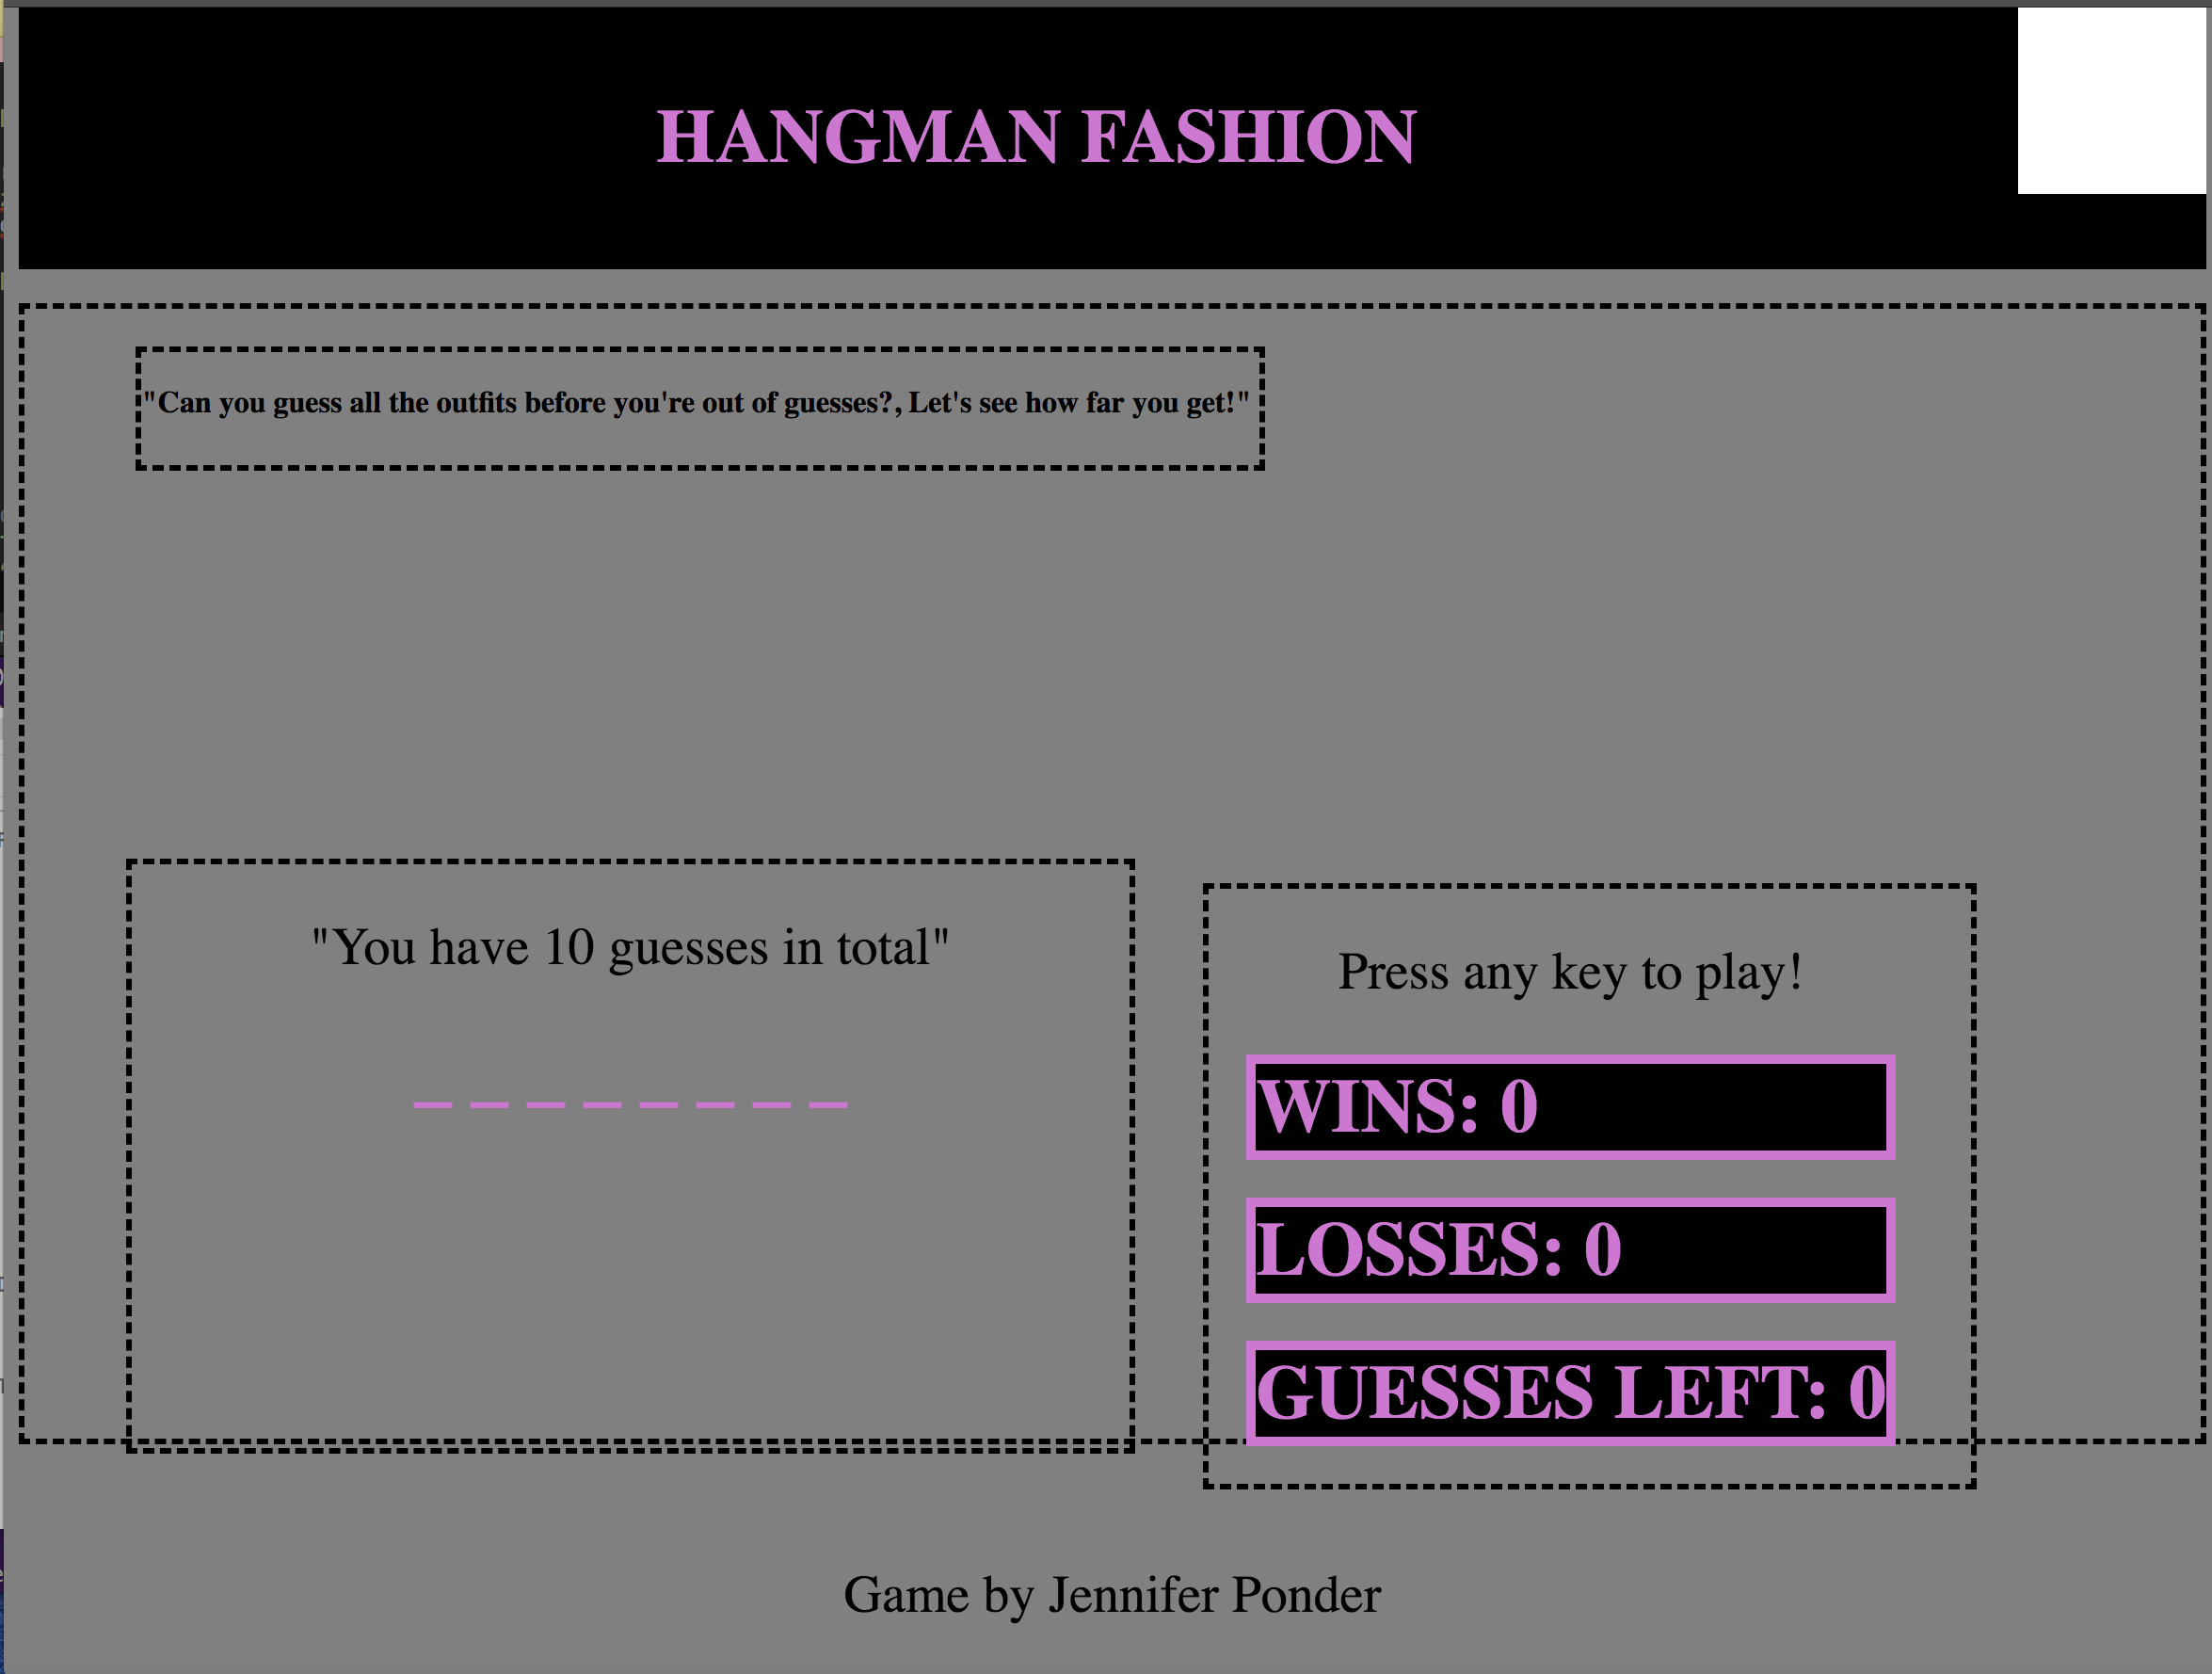 HANGMAN FASHION
"Can you guess all the outfits before you're out of guesses?, Let's see how far you get!"
"You have 10 guesses in total"
_ _ _ _ _ _ _ _
Press any key to play!
WINS: 0
LOSSES: 0
GUESSES LEFT: 0
Game by Jennifer Ponder